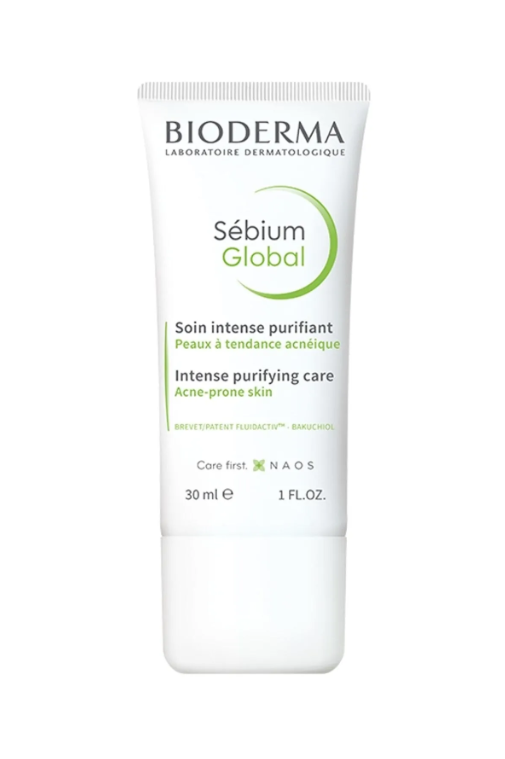 BIODERMA
LABORATOIRE DERMATOLOGIQUE
Sébium
Global
Soin intense purifiant
Peaux à tendance acnéique
Intense purifying care
Acne-prone skin
BREVET/PATENT FLUIDACTIV™ - BAKUCHIOL
Care first. NAOS
30 ml ℮ 1 FL.OZ.